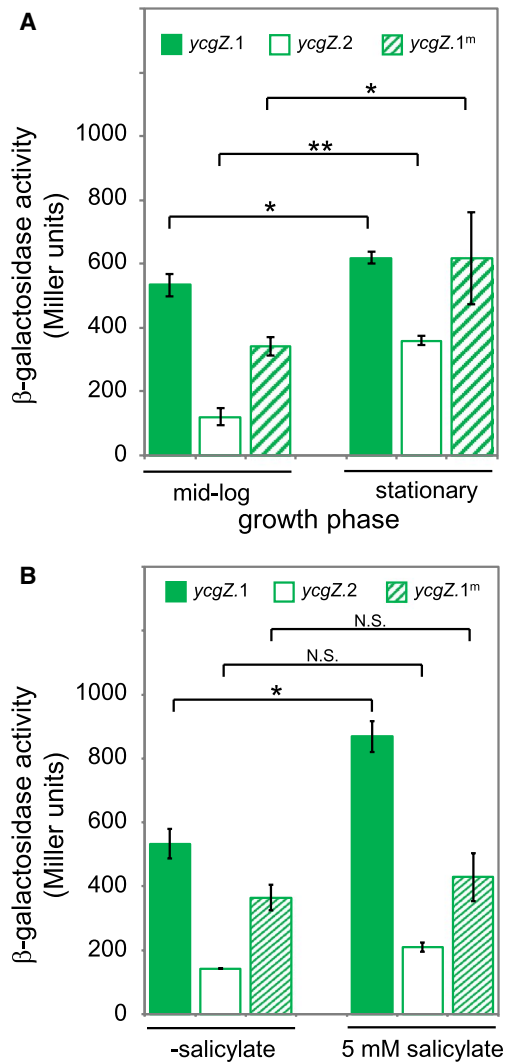 A
ycgZ.1 ycgZ.2 ycgZ.1ᵐ
*
**
*
β-galactosidase activity
(Miller units)
1000
800
600
400
200
0
mid-log stationary
growth phase
B
ycgZ.1 ycgZ.2 ycgZ.1ᵐ
N.S.
N.S.
*
β-galactosidase activity
(Miller units)
1000
800
600
400
200
0
-salicylate 5 mM salicylate